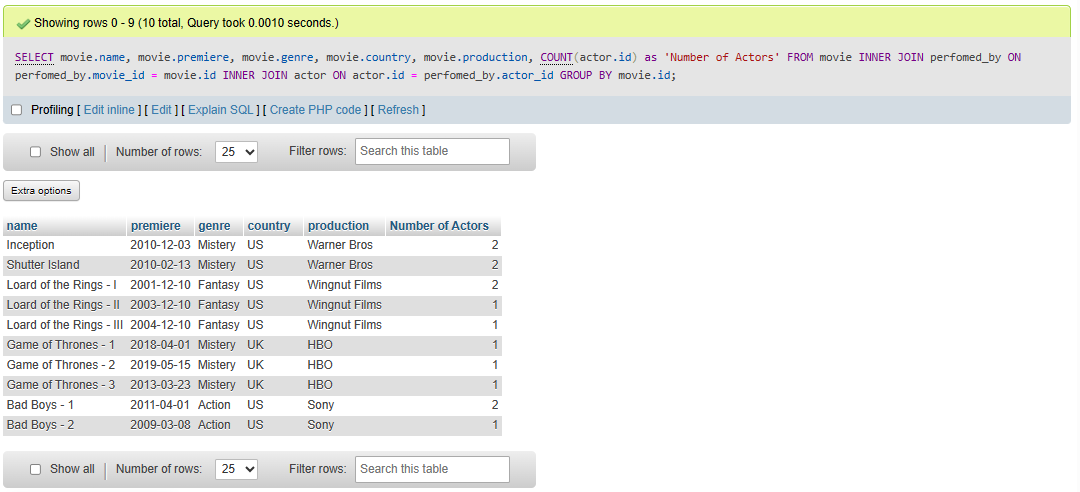 Showing rows 0 - 9 (10 total, Query took 0.0010 seconds.)
SELECT movie.name, movie.premiere, movie.genre, movie.country, movie.production, COUNT(actor.id) as 'Number of Actors' FROM movie INNER JOIN perfomed_by ON
perfomed_by.movie_id = movie.id INNER JOIN actor ON actor.id = perfomed_by.actor_id GROUP BY movie.id;
Profiling [ Edit inline ] [ Edit ] [ Explain SQL ] [ Create PHP code ] [ Refresh ]
Show all | Number of rows: 25 Filter rows: Search this table
Extra options
name premiere genre country production Number of Actors
Inception 2010-12-03 Mistery US Warner Bros 2
Shutter Island 2010-02-13 Mistery US Warner Bros 2
Loard of the Rings - I 2001-12-10 Fantasy US Wingnut Films 2
Loard of the Rings - II 2003-12-10 Fantasy US Wingnut Films 1
Loard of the Rings - III 2004-12-10 Fantasy US Wingnut Films 1
Game of Thrones - 1 2018-04-01 Mistery UK HBO 1
Game of Thrones - 2 2019-05-15 Mistery UK HBO 1
Game of Thrones - 3 2013-03-23 Mistery UK HBO 1
Bad Boys - 1 2011-04-01 Action US Sony 2
Bad Boys - 2 2009-03-08 Action US Sony 1
Show all | Number of rows: 25 Filter rows: Search this table